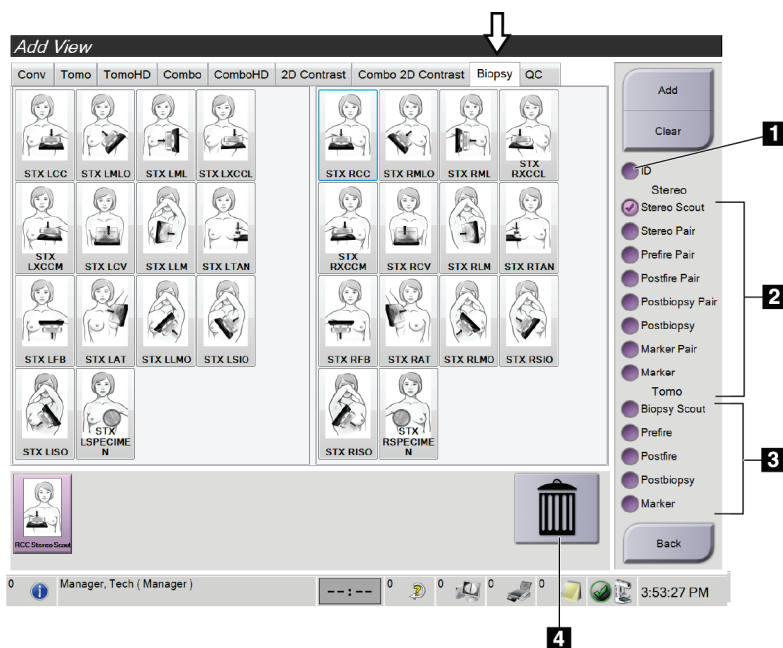 Add View
Conv Tomo TomoHD Combo ComboHD 2D Contrast Combo 2D Contrast Biopsy QC
STX LCC STX LMLO STX LML STX LXCCL
STX RCC STX RMLO STX RML STX
RXCCL
STX
LXCCM STX LCV STX LLM STX LTAN
STX
RXCCM STX RCV STX RLM STX RTAN
STX LFB STX LAT STX LLMO STX LSIO
STX RFB STX RAT STX RLMO STX RSIO
STX LISO STX
LSPECIME
N
STX RISO STX
RSPECIME
N
Add
Clear
1
ID
Stereo
Stereo Scout
Stereo Pair
Prefire Pair
Postfire Pair
Postbiopsy Pair
Postbiopsy
Marker Pair
Marker
2
Tomo
Biopsy Scout
Prefire
Postfire
Postbiopsy
Marker
3
Back
RCC Stereo Scout
4
0 Manager, Tech ( Manager ) --:-- 0 0 0 0 3:53:27 PM